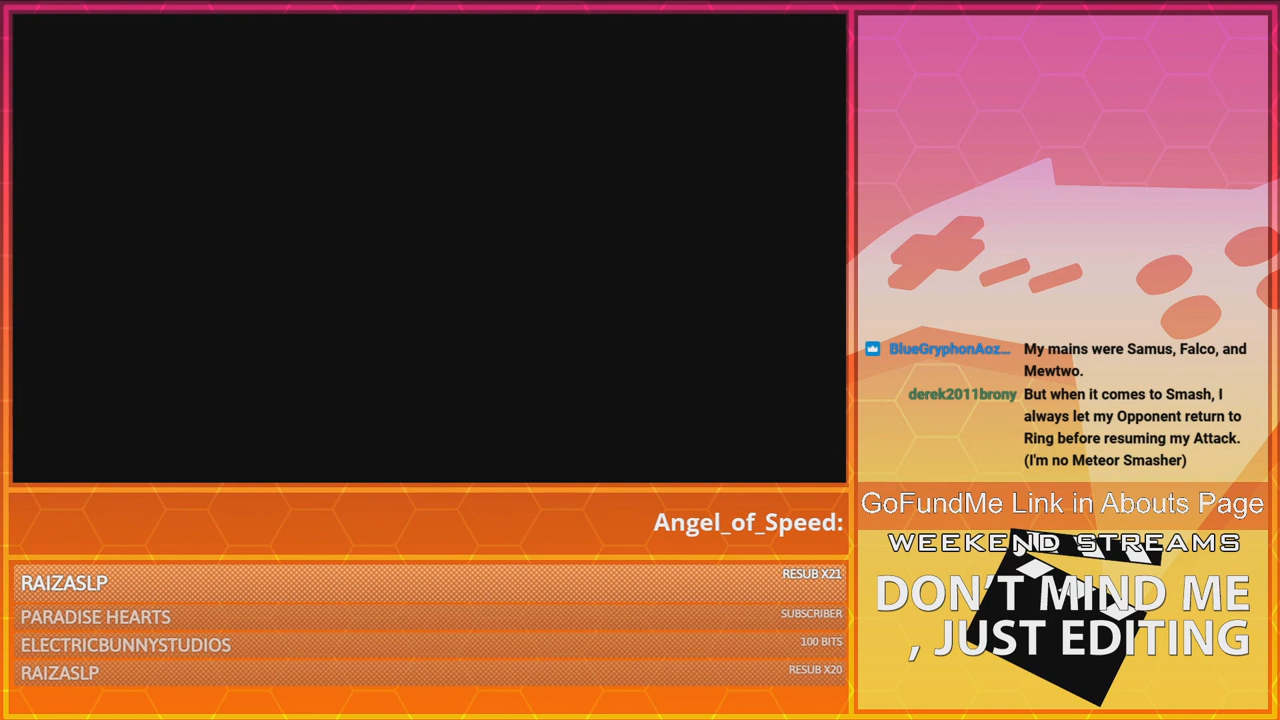 BlueGryphonAoz... My mains were Samus, Falco, and
Mewtwo.
derek2011brony But when it comes to Smash, I
always let my Opponent return to
Ring before resuming my Attack.
(I'm no Meteor Smasher)
GoFundMe Link in Abouts Page
WEEKEND STREAMS
DON'T MIND ME
, JUST EDITING
Angel_of_Speed:
RAIZASLP RESUB X21
PARADISE HEARTS SUBSCRIBER
ELECTRICBUNNYSTUDIOS 100 BITS
RAIZASLP RESUB X20